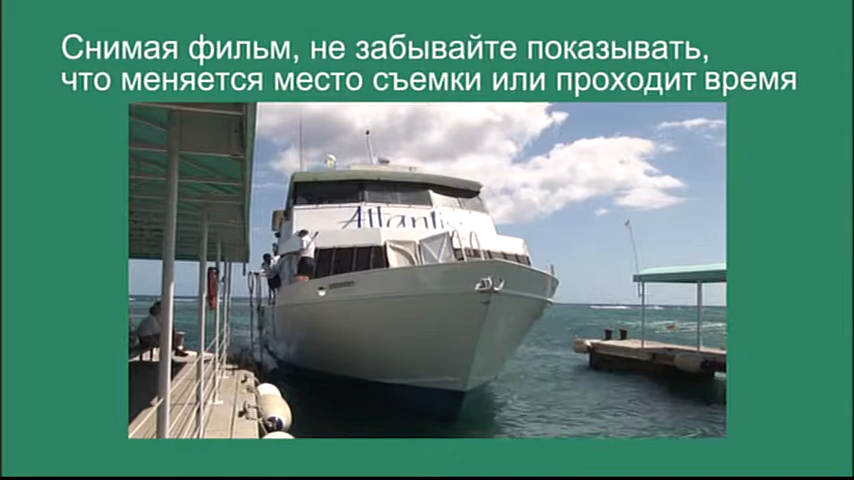 Снимая фильм, не забывайте показывать,
что меняется место съемки или проходит время
Atlantis